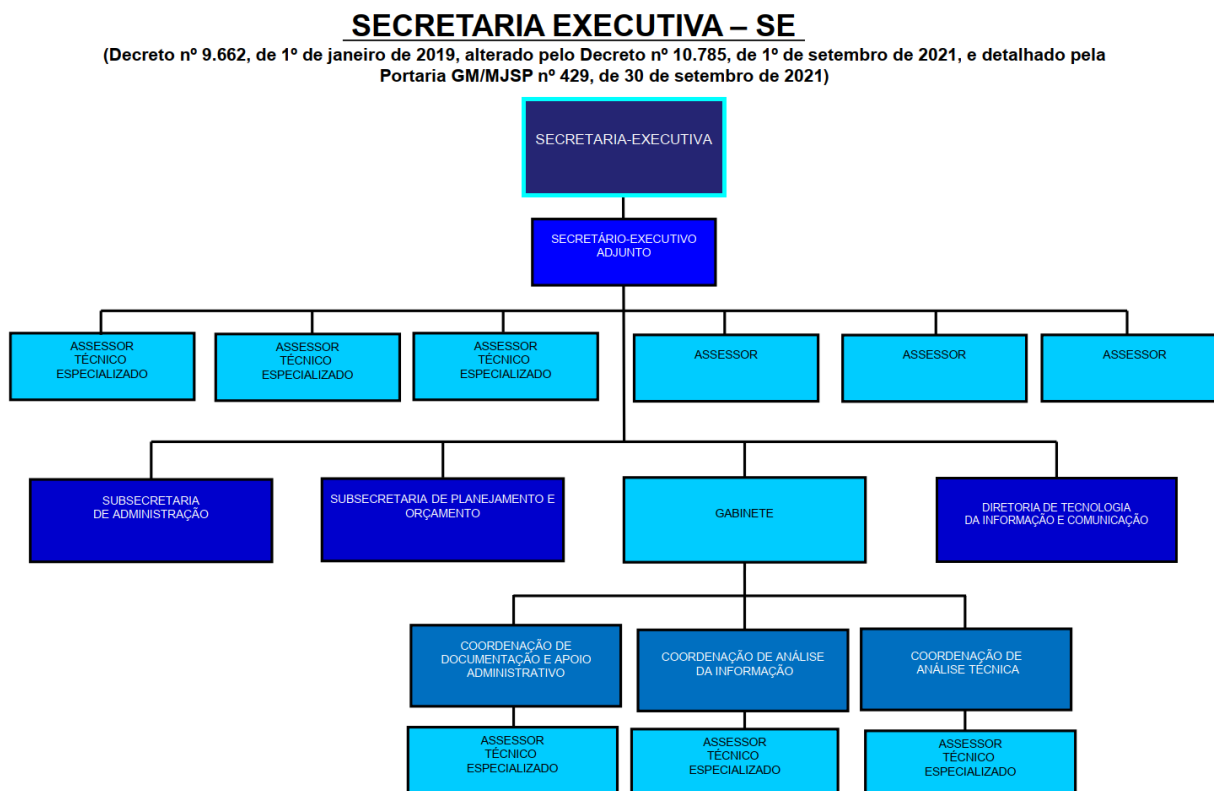 SECRETARIA EXECUTIVA – SE
(Decreto nº 9.662, de 1º de janeiro de 2019, alterado pelo Decreto nº 10.785, de 1º de setembro de 2021, e detalhado pela
Portaria GM/MJSP nº 429, de 30 de setembro de 2021)
SECRETARIA-EXECUTIVA
SECRETÁRIO-EXECUTIVO
ADJUNTO
ASSESSOR
TÉCNICO
ESPECIALIZADO
ASSESSOR
TÉCNICO
ESPECIALIZADO
ASSESSOR
TÉCNICO
ESPECIALIZADO
ASSESSOR
ASSESSOR
ASSESSOR
SUBSECRETARIA
DE ADMINISTRAÇÃO
SUBSECRETARIA DE PLANEJAMENTO E
ORÇAMENTO
GABINETE
DIRETORIA DE TECNOLOGIA
DA INFORMAÇÃO E COMUNICAÇÃO
COORDENAÇÃO DE
DOCUMENTAÇÃO E APOIO
ADMINISTRATIVO
COORDENAÇÃO DE ANÁLISE
DA INFORMAÇÃO
COORDENAÇÃO DE
ANÁLISE TÉCNICA
ASSESSOR
TÉCNICO
ESPECIALIZADO
ASSESSOR
TÉCNICO
ESPECIALIZADO
ASSESSOR
TÉCNICO
ESPECIALIZADO